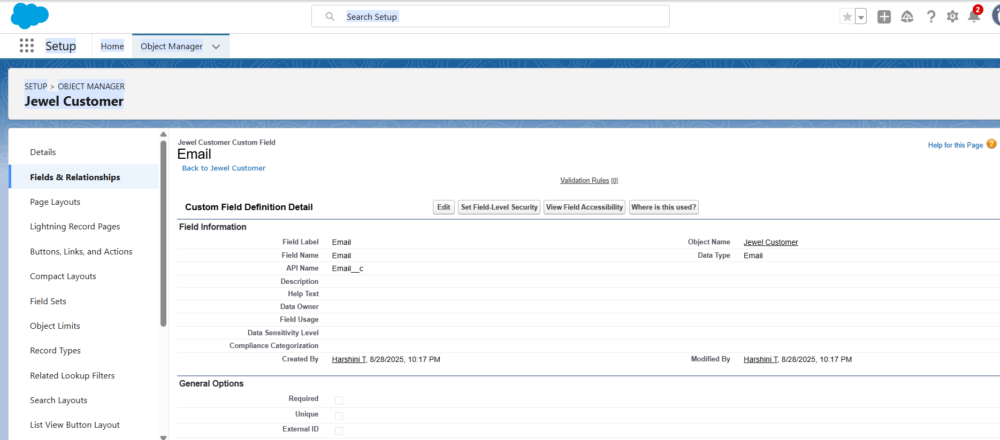 Search Setup
2
Setup
Home
Object Manager
SETUP > OBJECT MANAGER
Jewel Customer
Details
Fields & Relationships
Page Layouts
Lightning Record Pages
Buttons, Links, and Actions
Compact Layouts
Field Sets
Object Limits
Record Types
Related Lookup Filters
Search Layouts
List View Button Layout
Jewel Customer Custom Field
Email
Back to Jewel Customer
Help for this Page ?
Validation Rules [0]
Custom Field Definition Detail
Edit
Set Field-Level Security
View Field Accessibility
Where is this used?
Field Information
Field Label Email Object Name Jewel Customer
Field Name Email Data Type Email
API Name Email__c
Description
Help Text
Data Owner
Field Usage
Data Sensitivity Level
Compliance Categorization
Created By Harshini T, 8/28/2025, 10:17 PM Modified By Harshini T, 8/28/2025, 10:17 PM
General Options
Required
Unique
External ID